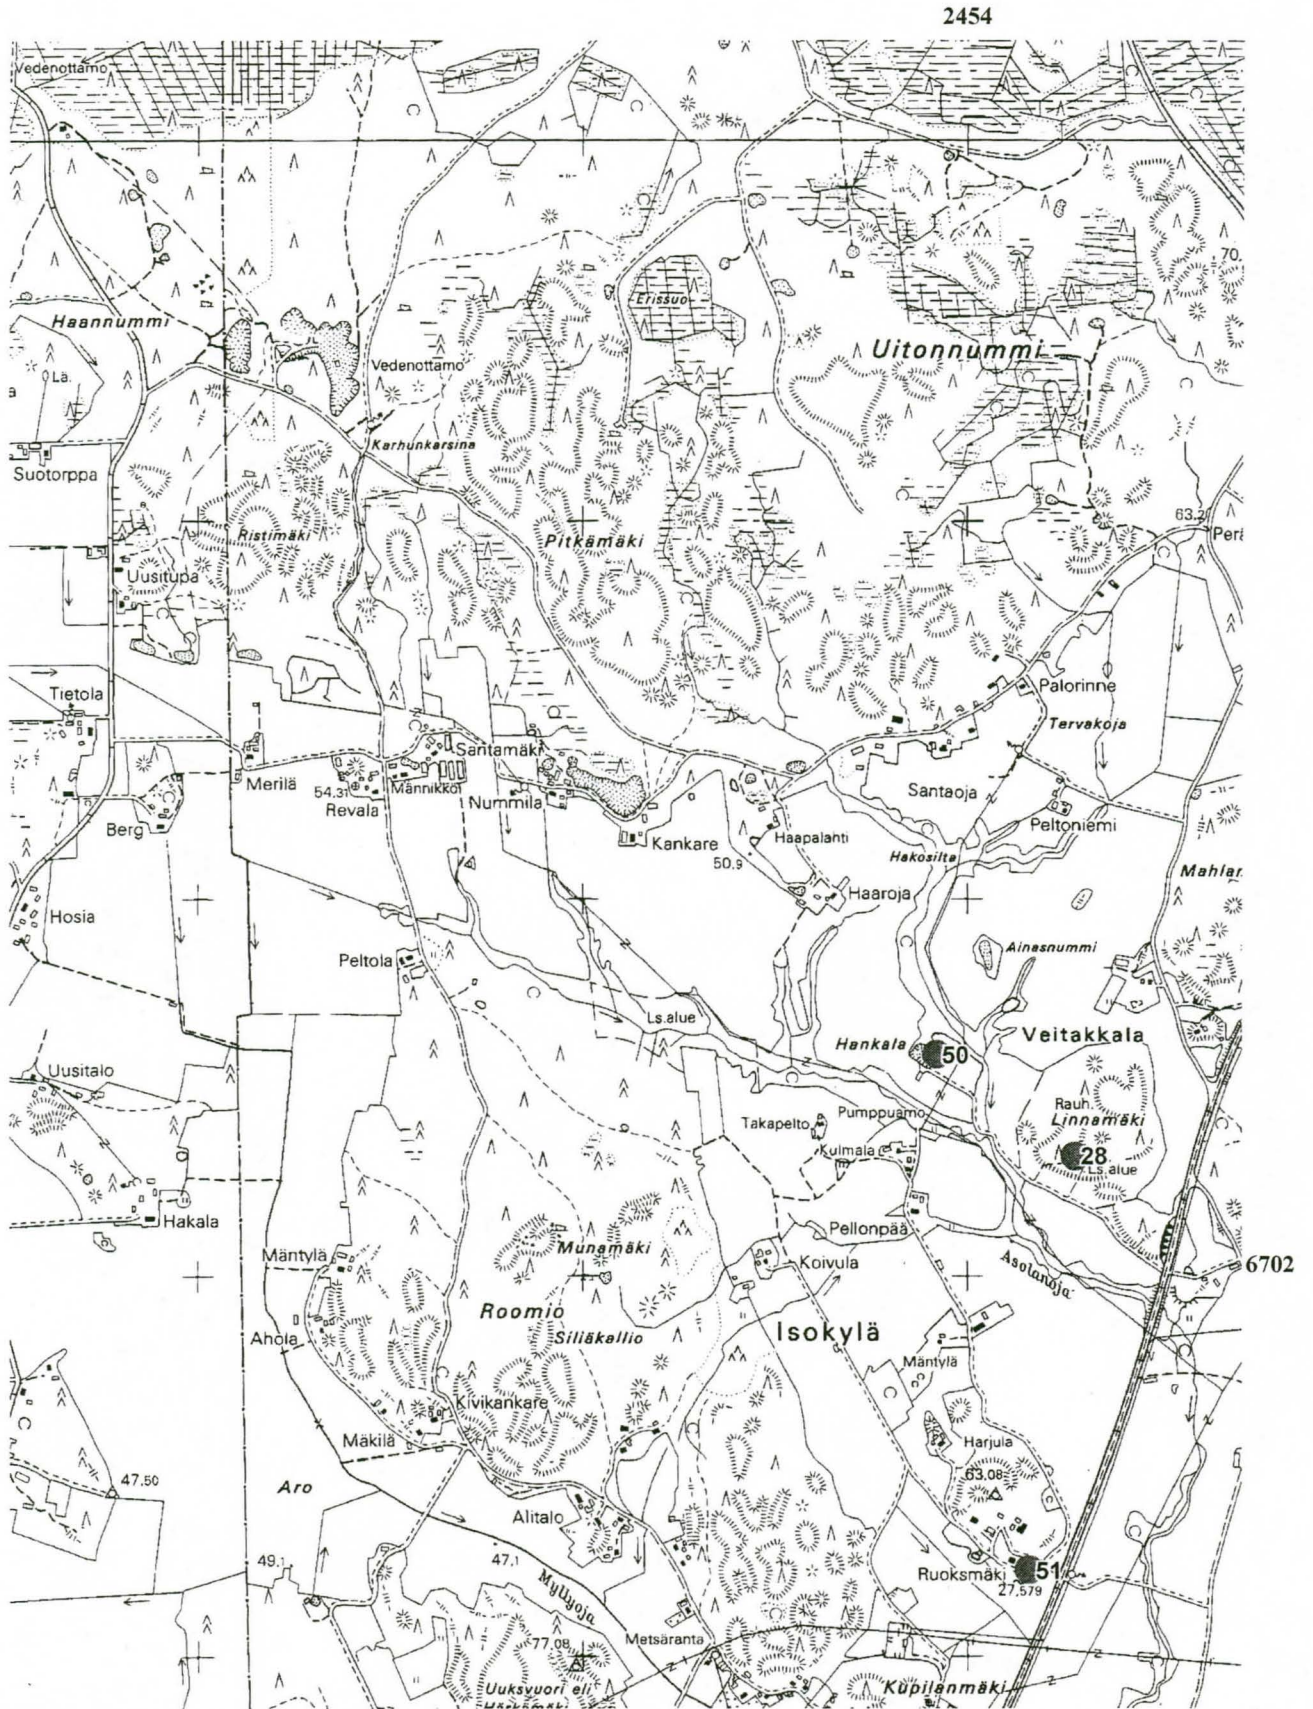 2454
Vedenottamo
70.
Haannummi
Erissuo
Uitonnummi
Lä.
a
Vedenottamo
Karhunkarsina
Suotorppa
63.2
Ristimäki
Pitkämäki
Perä
Uusitupa
Palorinne
Tietola
Tervakoja
Santamäki
Merilä
54.31
Männikkö
Revala
Nummila
Santaoja
Berg
Kankare
Haapalahti
Peltoniemi
50.9
Hakosilta
Haaroja
Hosia
Ainasnummi
Peltola
Ls.alue
Hankala
50
Veitakkala
Uusitalo
Rauh.
Linnamäki
Takapelto
Pumppuamo
Kulmala
28
Ls.alue
Hakala
Pellonpää
Mäntylä
Munamäki
Koivula
Asolanoja
6702
Roomio
Siliäkallio
Isokylä
Ahola
Mäntylä
Kivikankare
Mäkilä
Harjula
63.08
47.50
Aro
Alitalo
49.1
47.1
Myllyoja
Ruoksmäki
51
27.579
Metsäranta
77.08
Uuksvuori eli
Kupilanmäki